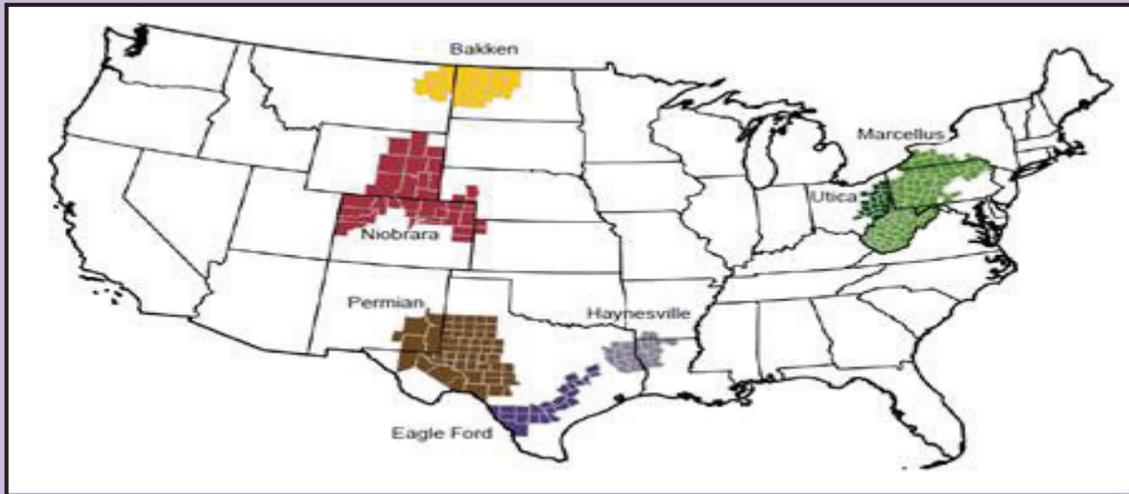 Bakken
Marcellus
Utica
Niobrara
Permian
Haynesville
Eagle Ford